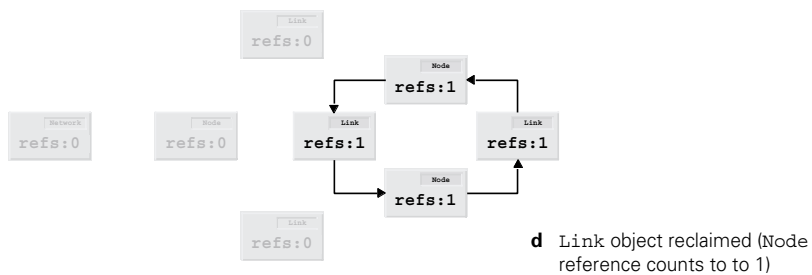 Link
refs:0
Node
refs:1
Network
refs:0
Node
refs:0
Link
refs:1
Link
refs:1
Node
refs:1
Link
refs:0
d Link object reclaimed (Node
reference counts to to 1)